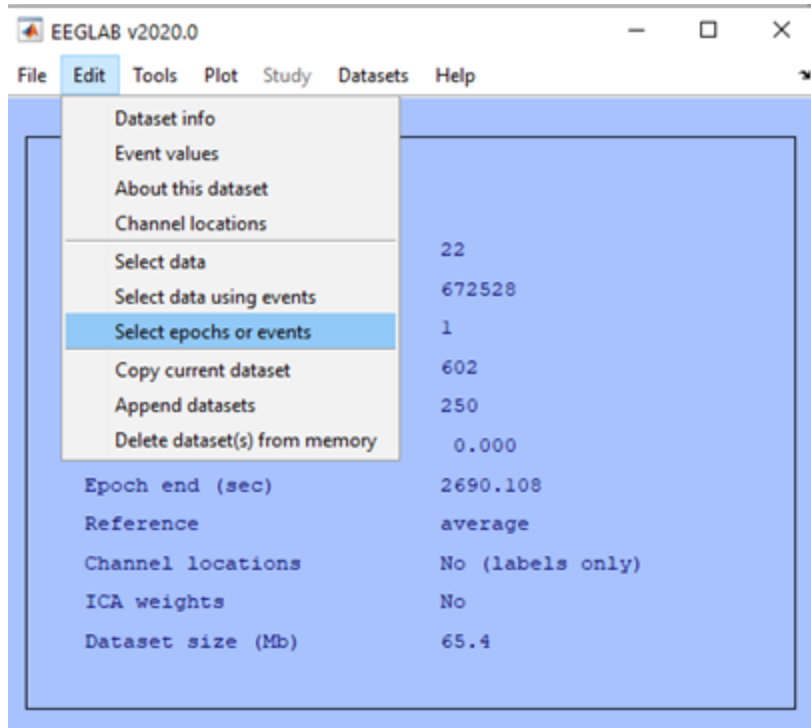 EEGLAB v2020.0
File Edit Tools Plot Study Datasets Help
Dataset info
Event values
About this dataset
Channel locations
Select data
Select data using events
Select epochs or events
Copy current dataset
Append datasets
Delete dataset(s) from memory
22
672528
1
602
250
0.000
Epoch end (sec) 2690.108
Reference average
Channel locations No (labels only)
ICA weights No
Dataset size (Mb) 65.4